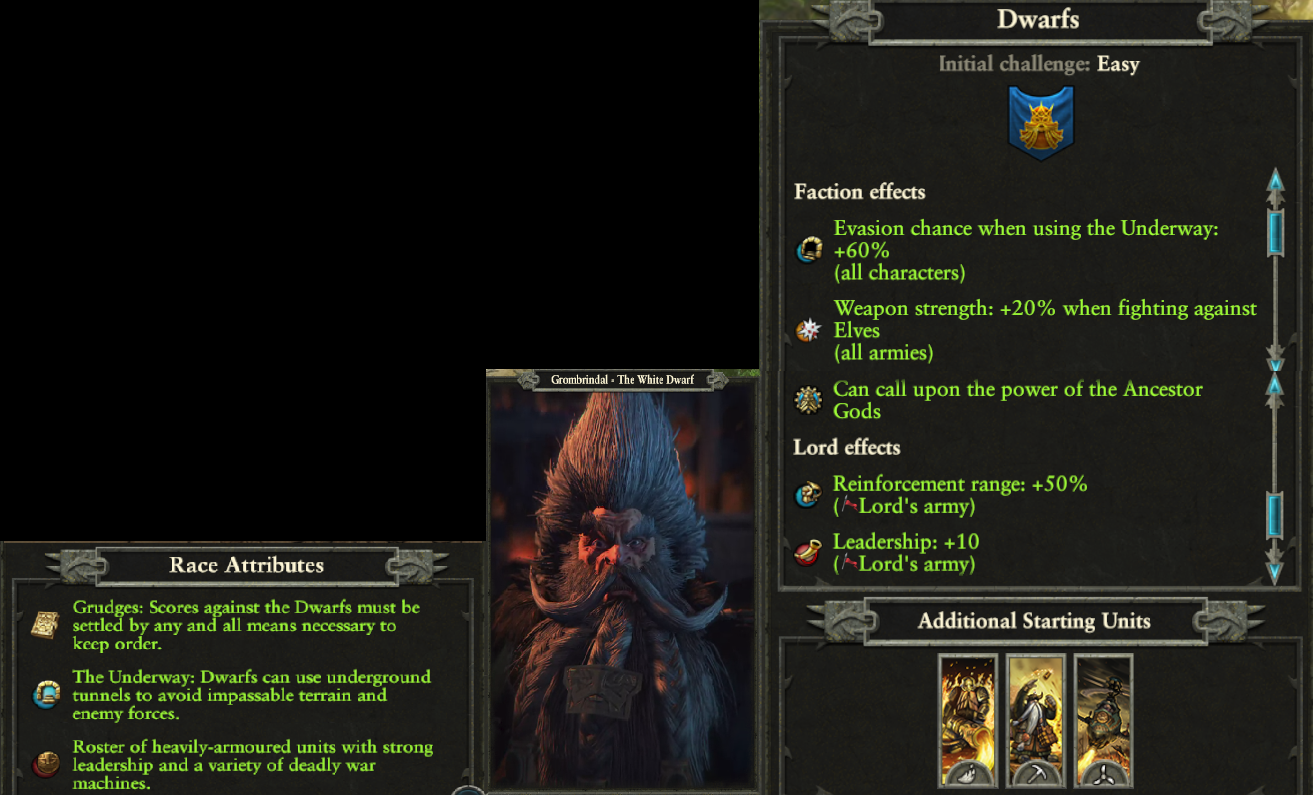 Dwarfs
Initial challenge: Easy
Faction effects
Evasion chance when using the Underway:
+60%
(all characters)
Weapon strength: +20% when fighting against
Elves
(all armies)
Can call upon the power of the Ancestor
Gods
Lord effects
Reinforcement range: +50%
(Lord's army)
Leadership: +10
(Lord's army)
Additional Starting Units
Grombrindal - The White Dwarf
Race Attributes
Grudges: Scores against the Dwarfs must be
settled by any and all means necessary to
keep order.
The Underway: Dwarfs can use underground
tunnels to avoid impassable terrain and
enemy forces.
Roster of heavily-armoured units with strong
leadership and a variety of deadly war
machines.